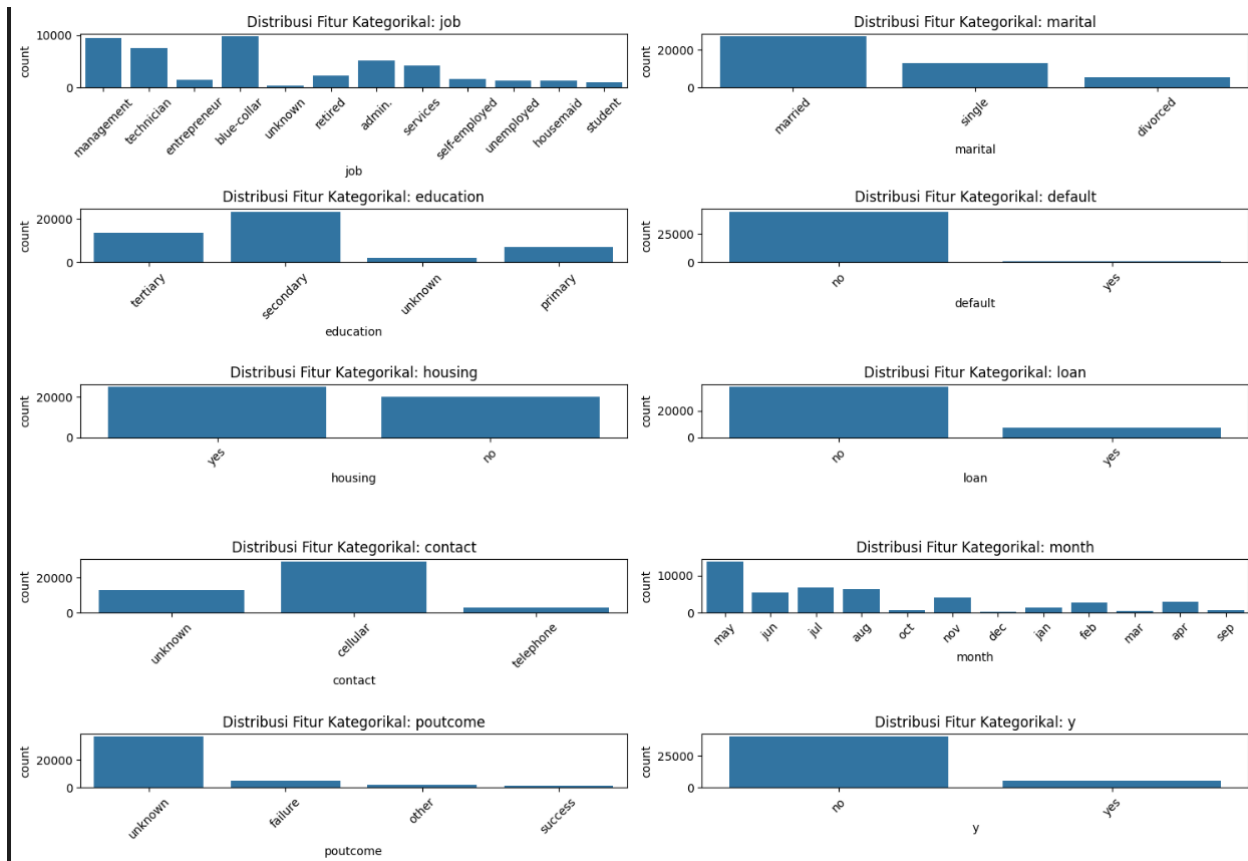 Distribusi Fitur Kategorikal: job
10000
0
count
management
technician
entrepreneur
blue-collar
unknown
retired
admin.
services
self-employed
unemployed
housemaid
student
job
Distribusi Fitur Kategorikal: marital
20000
0
count
married
single
divorced
marital
Distribusi Fitur Kategorikal: education
20000
0
count
tertiary
secondary
unknown
primary
education
Distribusi Fitur Kategorikal: default
25000
0
count
no
yes
default
Distribusi Fitur Kategorikal: housing
20000
0
count
yes
no
housing
Distribusi Fitur Kategorikal: loan
20000
0
count
no
yes
loan
Distribusi Fitur Kategorikal: contact
20000
0
count
unknown
cellular
telephone
contact
Distribusi Fitur Kategorikal: month
10000
0
count
may
jun
jul
aug
oct
nov
dec
jan
feb
mar
apr
sep
month
Distribusi Fitur Kategorikal: poutcome
20000
0
count
unknown
failure
other
success
poutcome
Distribusi Fitur Kategorikal: y
25000
0
count
no
yes
y